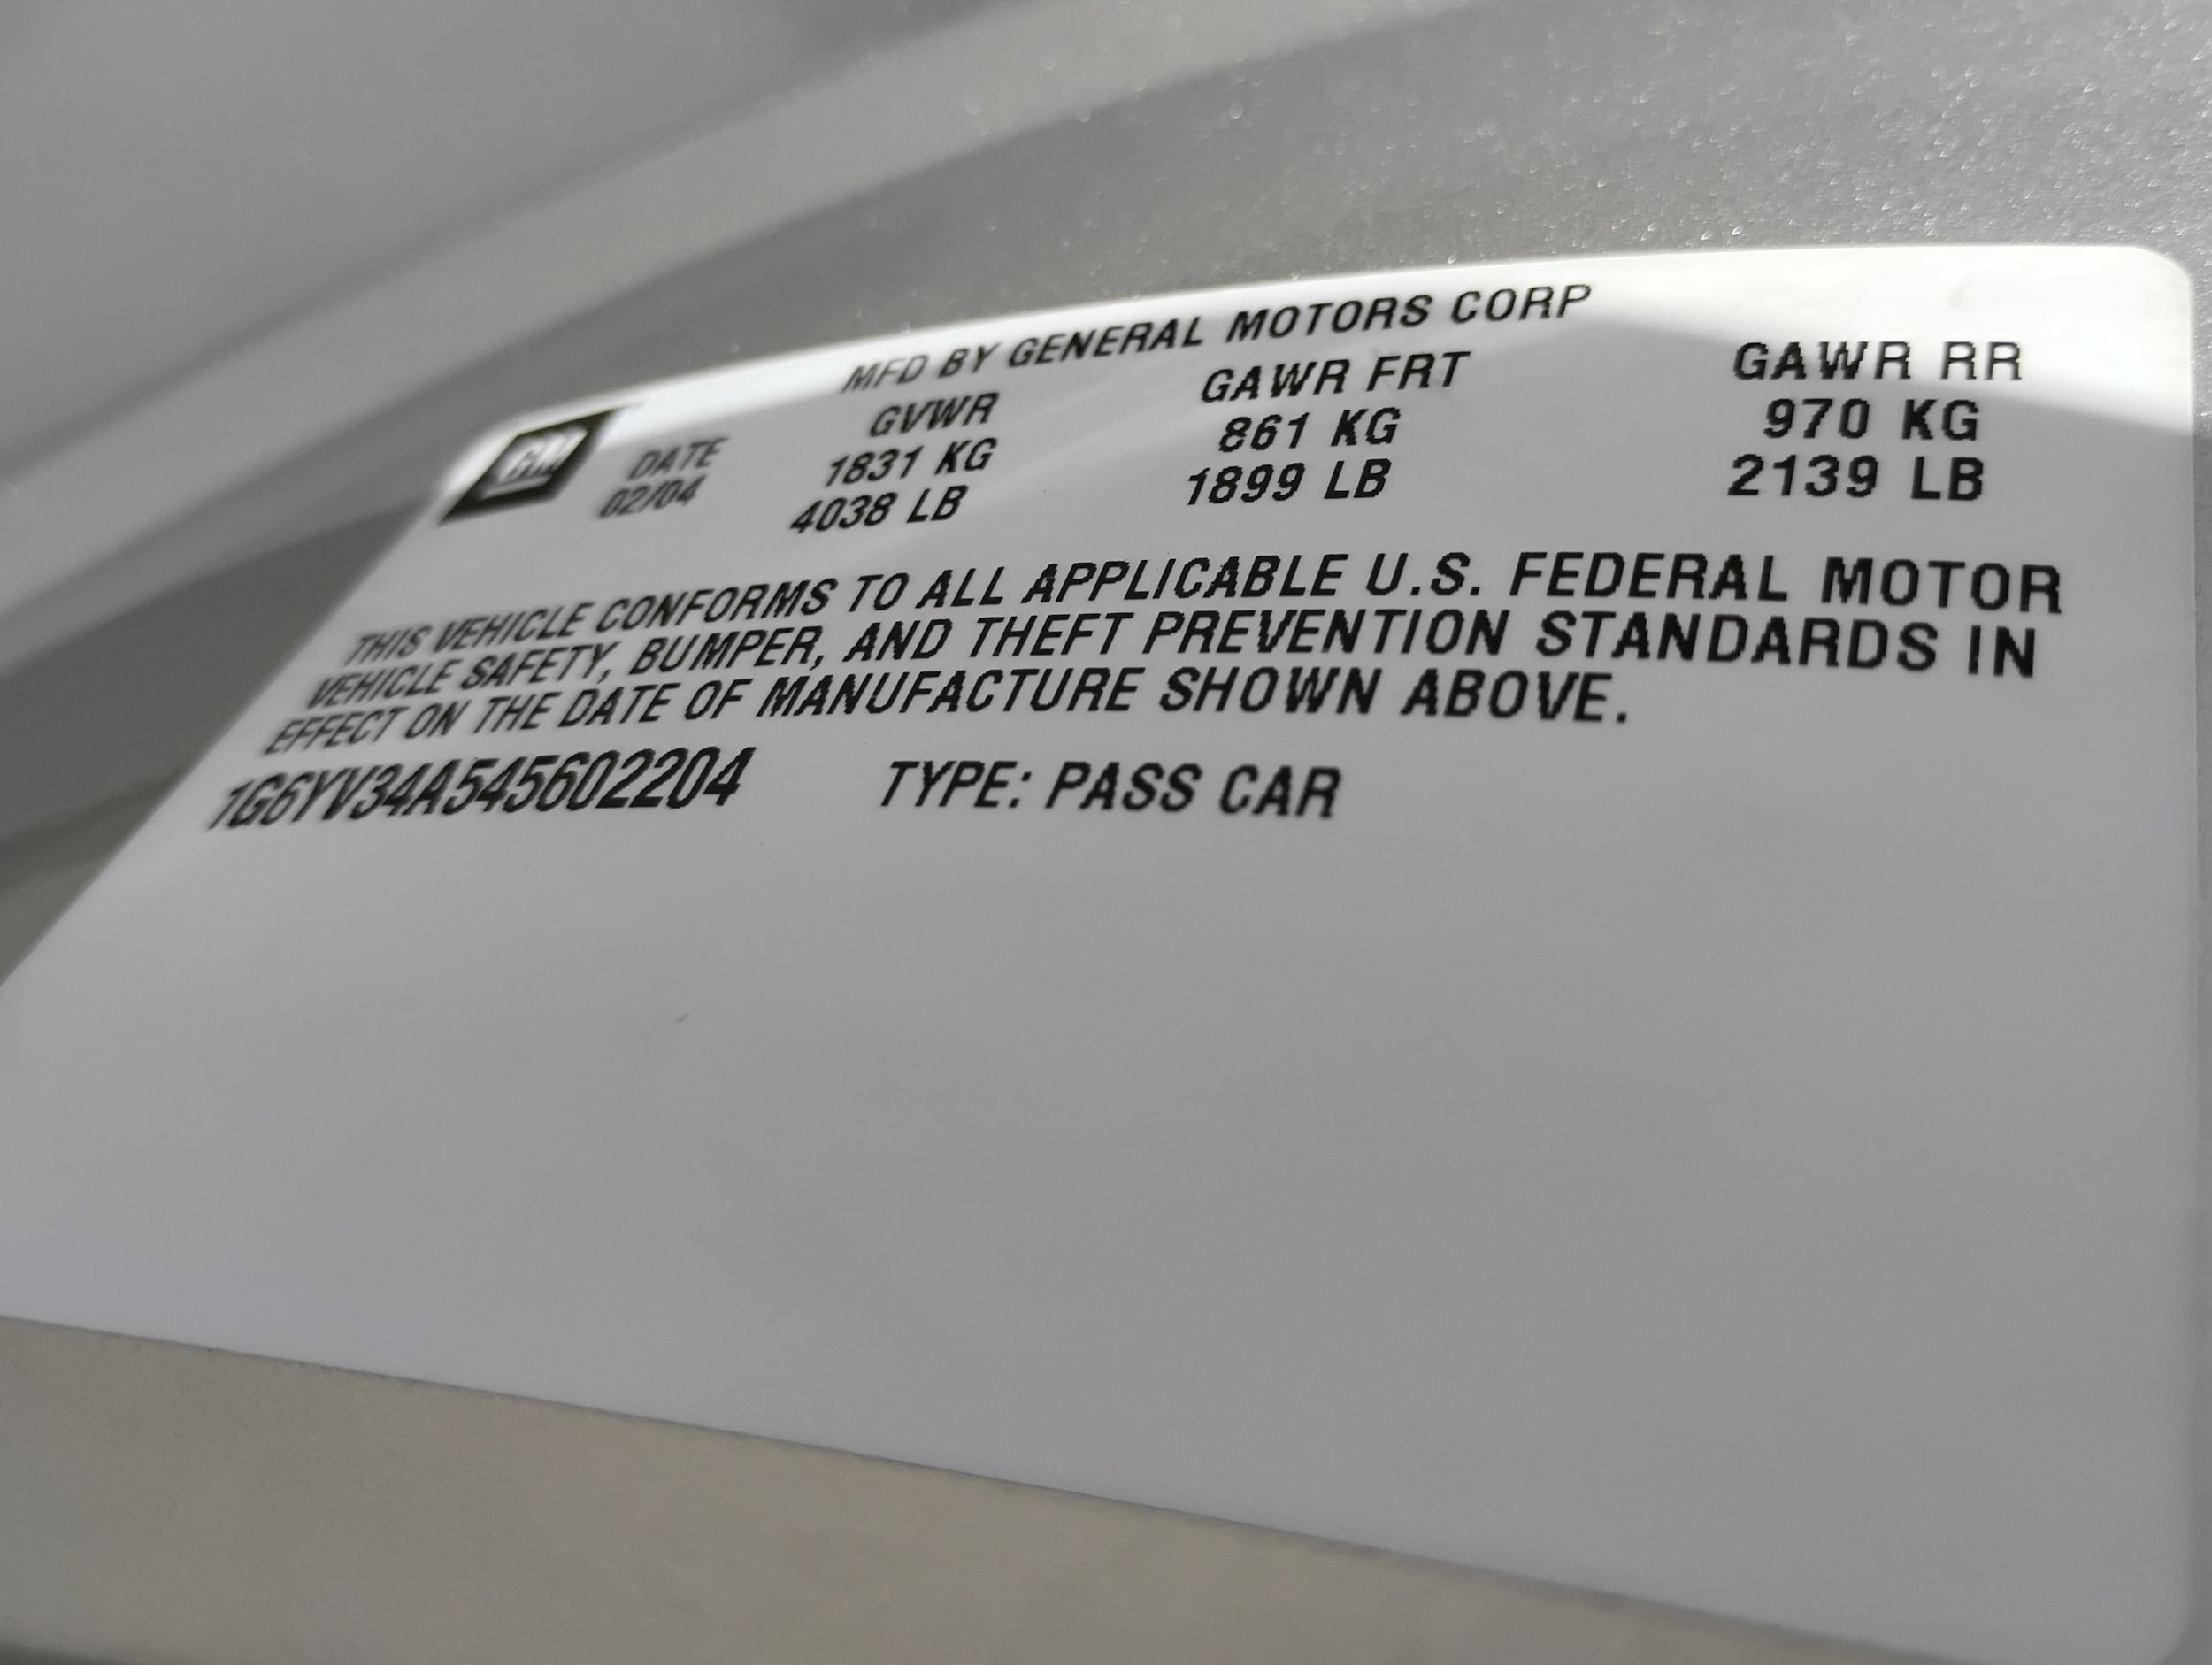 MFD BY GENERAL MOTORS CORP
GM DATE GVWR GAWR FRT GAWR RR
02/04 1831 KG 861 KG 970 KG
4038 LB 1899 LB 2139 LB
THIS VEHICLE CONFORMS TO ALL APPLICABLE U.S. FEDERAL MOTOR
VEHICLE SAFETY, BUMPER, AND THEFT PREVENTION STANDARDS IN
EFFECT ON THE DATE OF MANUFACTURE SHOWN ABOVE.
1G6YV34A545602204 TYPE: PASS CAR